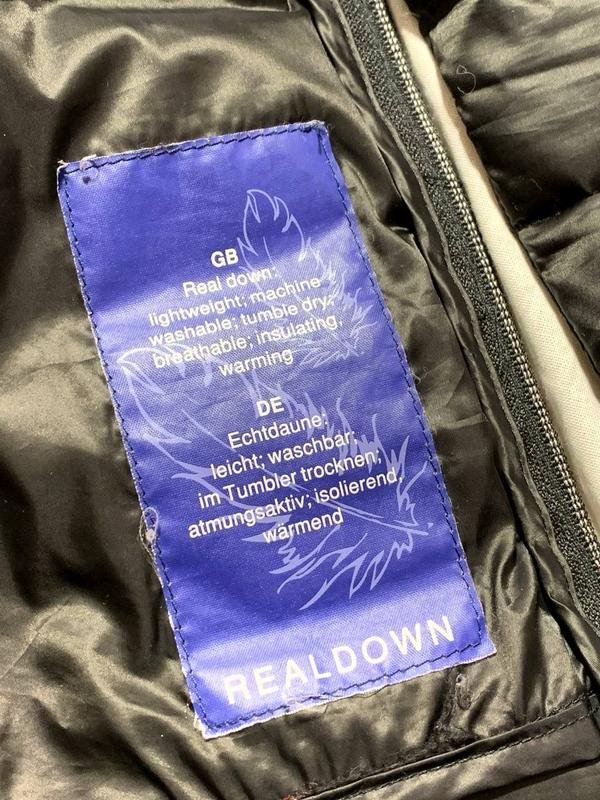 GB
Real down:
lightweight; machine
washable; tumble dry;
breathable; insulating,
warming
DE
Echtdaune:
leicht; waschbar;
im Tumbler trocknen;
atmungsaktiv; isolierend,
wärmend
REALDOWN